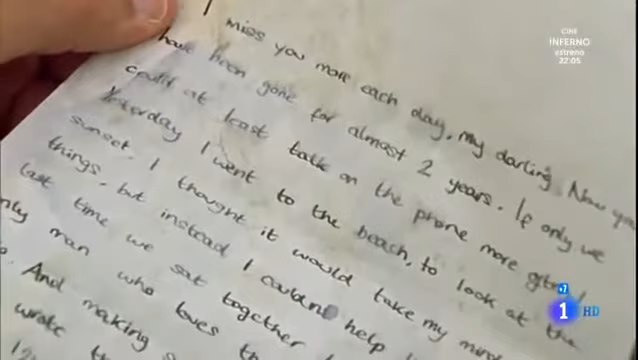 I miss you more each day, my darling. Now you
have been gone for almost 2 years. If only we
could at least talk on the phone more often!
Yesterday I went to the beach, to look at the
sunset. I thought it would take my mind
things, but instead I couldn help
last time we sat together
only man who loves th
And making s
wrote th
CINE
INFERNO
estreno
22:05
+7
1 HD